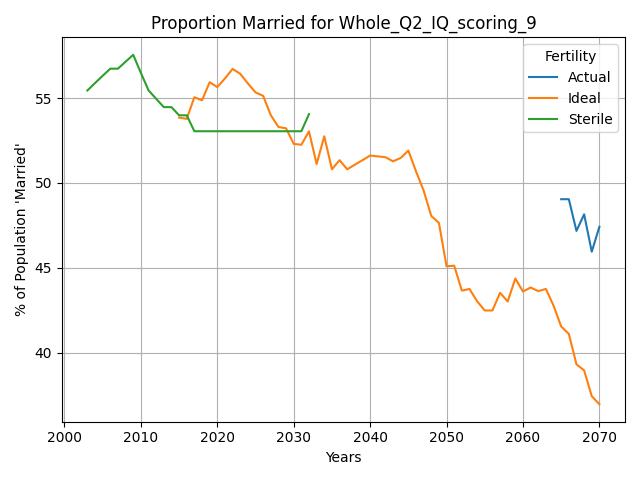 Proportion Married for Whole_Q2_IQ_scoring_9
% of Population 'Married'
55
50
45
40
Fertility
Actual
Ideal
Sterile
2000 2010 2020 2030 2040 2050 2060 2070
Years